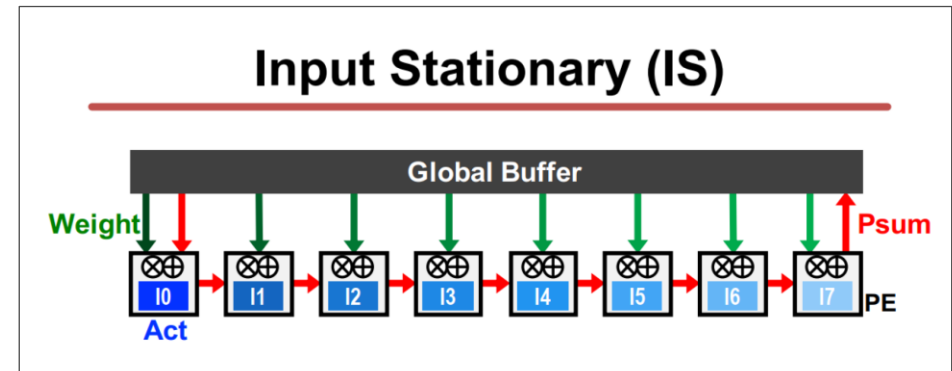 Input Stationary (IS)
Global Buffer
Weight
Psum
I0 I1 I2 I3 I4 I5 I6 I7
PE
Act